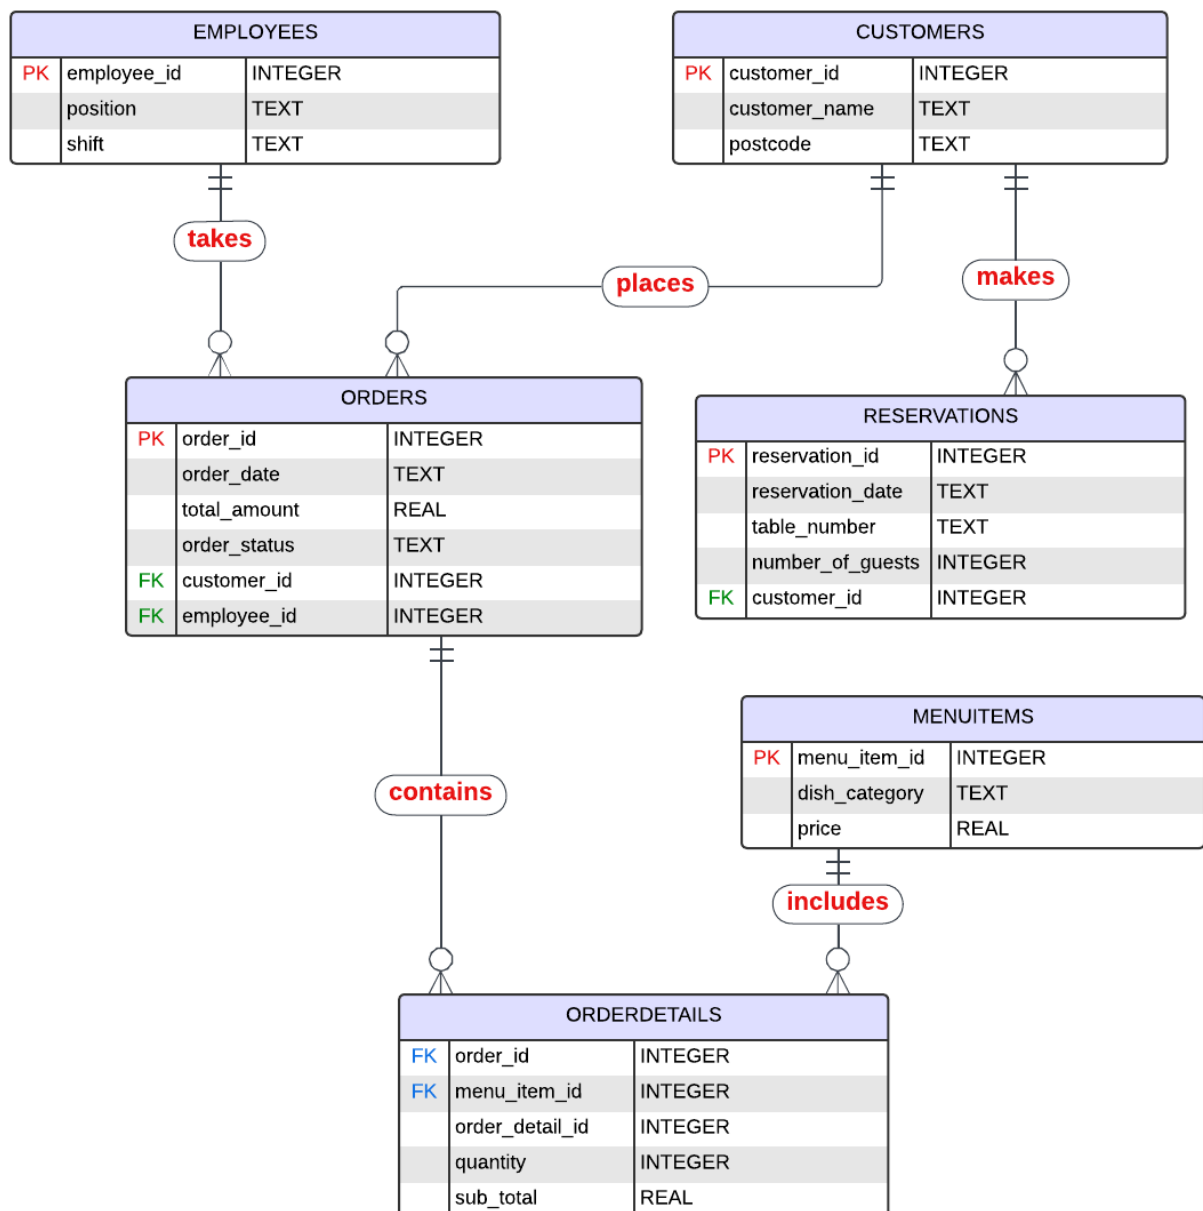 EMPLOYEES
PK employee_id INTEGER
position TEXT
shift TEXT
CUSTOMERS
PK customer_id INTEGER
customer_name TEXT
postcode TEXT
takes
places
makes
ORDERS
PK order_id INTEGER
order_date TEXT
total_amount REAL
order_status TEXT
FK customer_id INTEGER
FK employee_id INTEGER
RESERVATIONS
PK reservation_id INTEGER
reservation_date TEXT
table_number TEXT
number_of_guests INTEGER
FK customer_id INTEGER
contains
MENUITEMS
PK menu_item_id INTEGER
dish_category TEXT
price REAL
includes
ORDERDETAILS
FK order_id INTEGER
FK menu_item_id INTEGER
order_detail_id INTEGER
quantity INTEGER
sub_total REAL